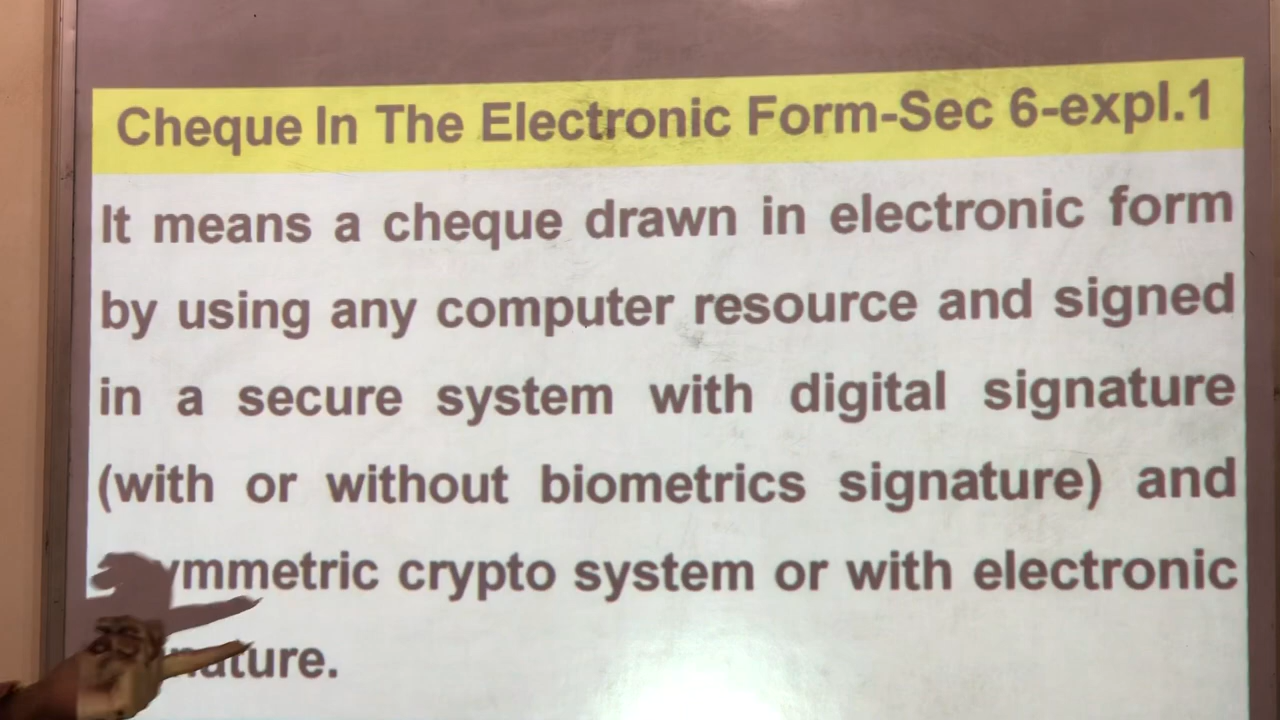 Cheque In The Electronic Form-Sec 6-expl.1
It means a cheque drawn in electronic form
by using any computer resource and signed
in a secure system with digital signature
(with or without biometrics signature) and
crypto system or with electronic